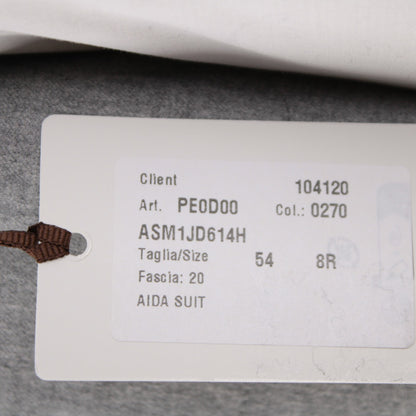 Client 104120
Art. PE0D00 Col.: 0270
ASM1JD614H
Taglia/Size 54 8R
Fascia: 20
AIDA SUIT